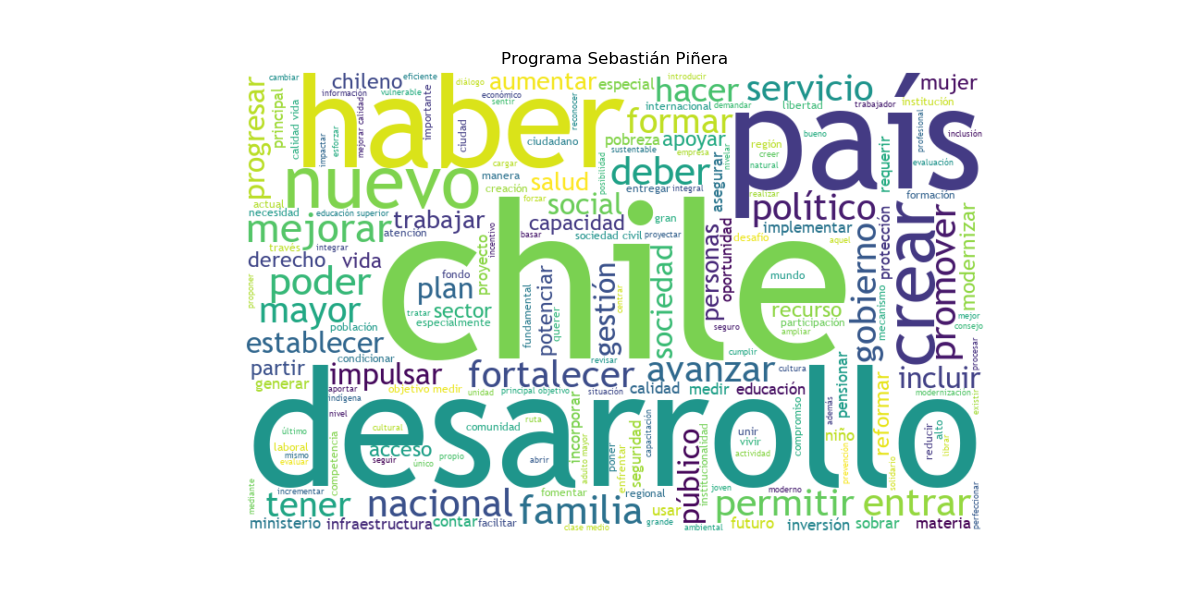 Programa Sebastián Piñera
haber
país
chile
desarrollo
nuevo
crear
progresar
principal
cambiar
calidad vida
información
chileno
vulnerable
impactar
esforzar
mejorar calidad
eficiente
importante
diálogo
ciudad
aumentar
económico
sentir
ciudadano
reconocer
especial
introducir
hacer
internacional
demandar
servicio
libertad
trabajador
institución
mujer
profesional
inclusión
formar
pobreza
apoyar
sustentable
empresa
nivelar
región
creer
natural
bueno
requerir
evaluación
deber
asegurar
realizar
formación
manera
creación
cargar
salud
posibilidad
entregar
integral
forzar
social
gran
actual
necesidad
educación superior
trabajar
atención
capacidad
basar
incentivo
sociedad civil
proyectar
personas
oportunidad
desafío
político
implementar
aquel
protección
gobierno
promover
modernizar
mejorar
través
integrar
derecho
vida
proyecto
fondo
proponer
poder
plan
tratar
sector
especialmente
fundamental
potenciar
querer
gestión
centrar
sociedad
mundo
recurso
participación
ampliar
seguro
mecanismo
mejor
consejo
mayor
población
establecer
condicionar
revisar
cumplir
procesar
partir
generar
impulsar
aportar
indígena
objetivo medir
fortalecer
unidad
principal objetivo
situación
avanzar
calidad
medir
educación
cultura
pensionar
reformar
incluir
modernización
existir
nivel
último
cultural
comunidad
ruta
incorporar
adulto mayor
poner
enfrentar
seguridad
capacitación
institucionalidad
público
unir
vivir
actividad
compromiso
además
niño
prevención
solidario
reducir
alto
librar
laboral
mismo
evaluar
competencia
acceso
seguir
único
propio
abrir
mediante
incrementar
tener
nacional
fomentar
familia
regional
usar
joven
moderno
permitir
entrar
perfeccionar
ministerio
infraestructura
contar
facilitar
clase medio
grande
ambiental
futuro
inversión
sobrar
materia